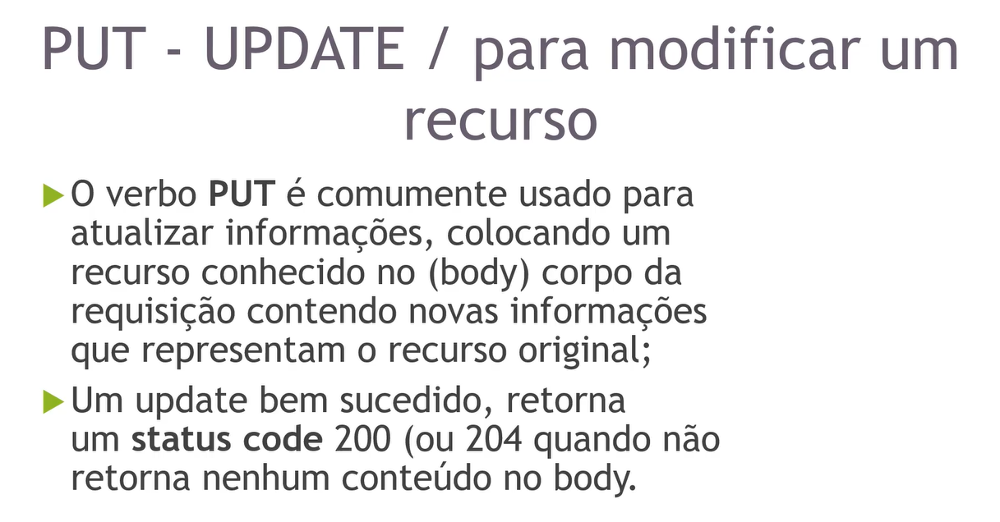 PUT - UPDATE / para modificar um
recurso
O verbo PUT é comumente usado para
atualizar informações, colocando um
recurso conhecido no (body) corpo da
requisição contendo novas informações
que representam o recurso original;
Um update bem sucedido, retorna
um status code 200 (ou 204 quando não
retorna nenhum conteúdo no body.